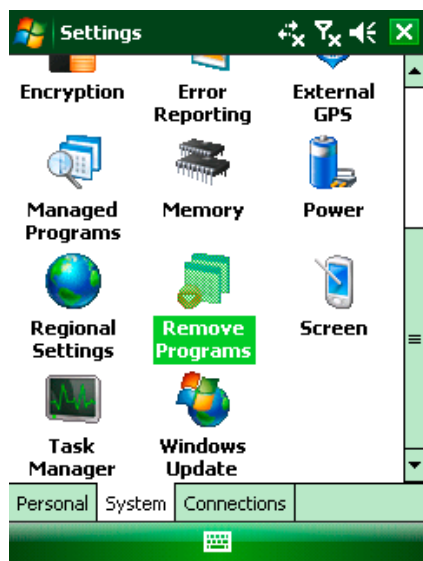 Settings
Encryption
Error
Reporting
External
GPS
Managed
Programs
Memory
Power
Regional
Settings
Remove
Programs
Screen
Task
Manager
Windows
Update
Personal
System
Connections